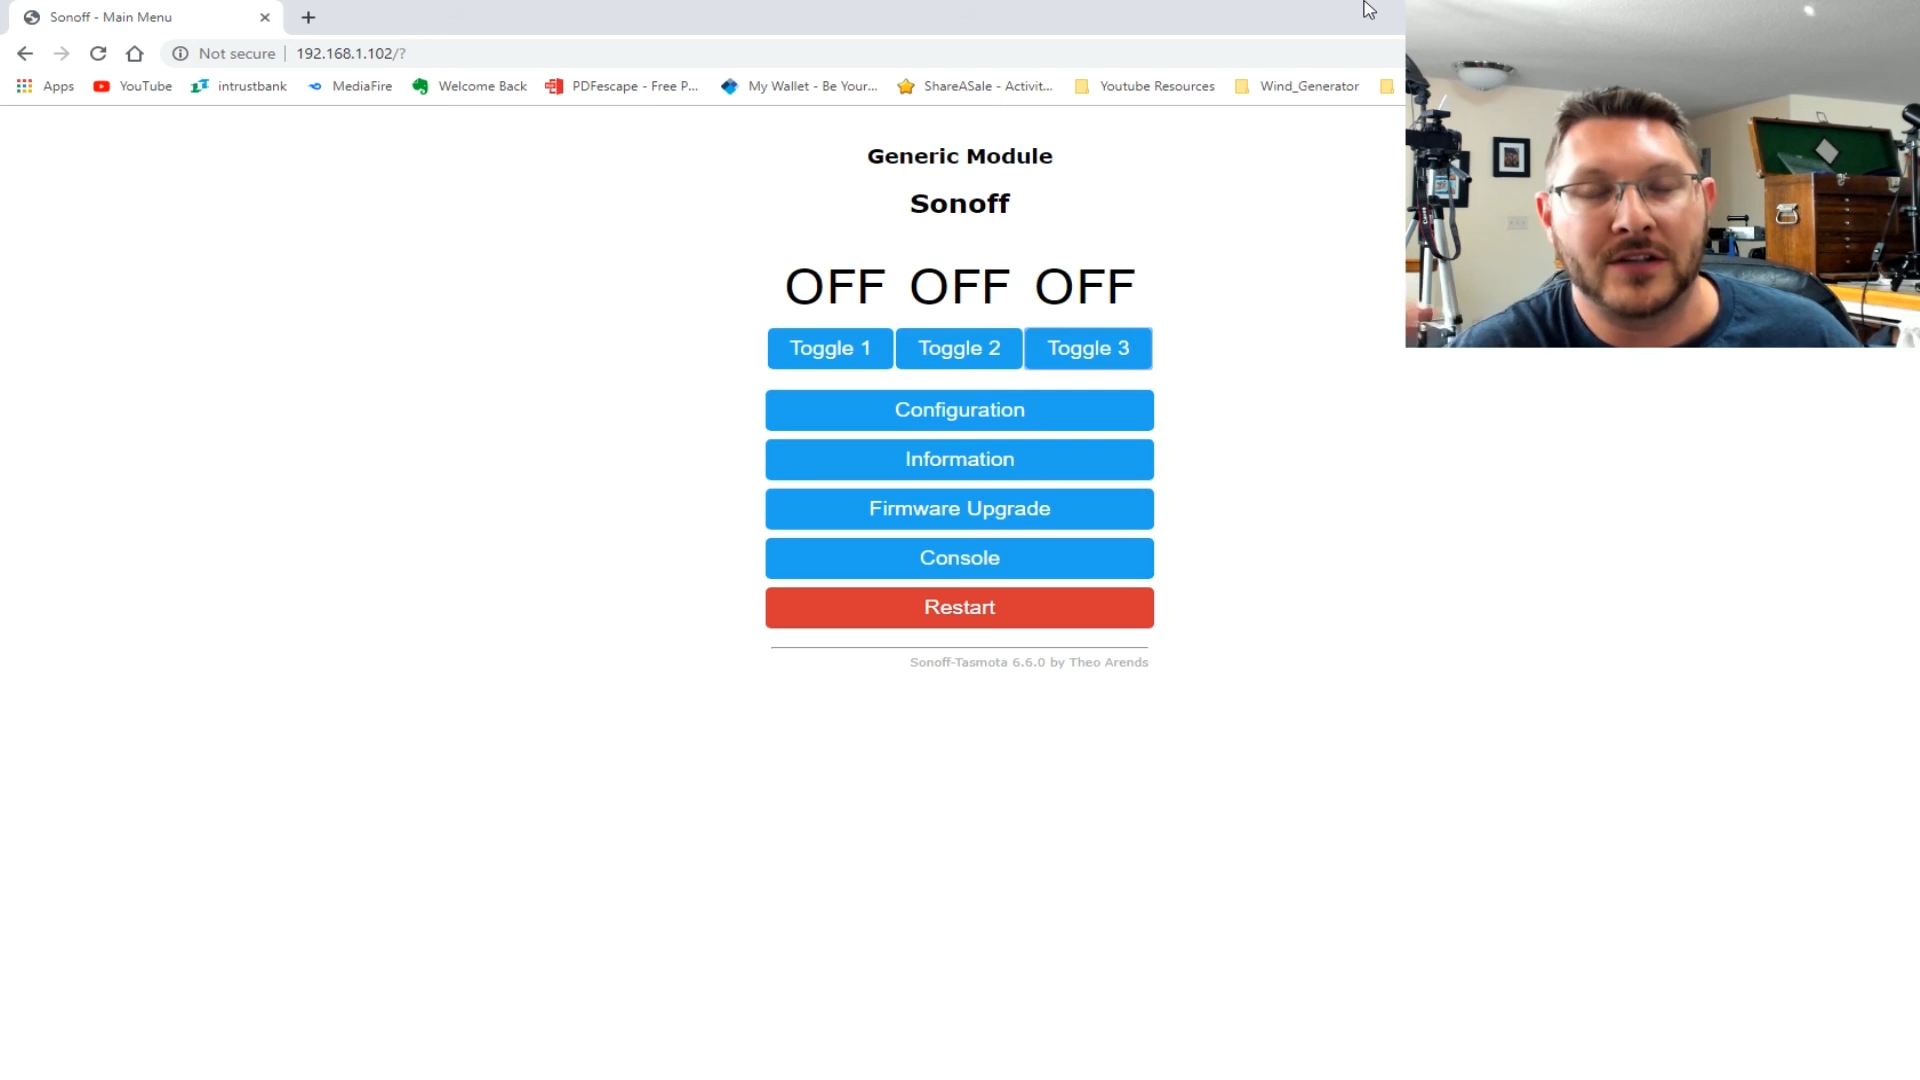 Sonoff - Main Menu
Not secure | 192.168.1.102/?
Apps YouTube intrustbank MediaFire Welcome Back PDFescape - Free P... My Wallet - Be Your... ShareASale - Activit... Youtube Resources Wind_Generator
Generic Module
Sonoff
OFF OFF OFF
Toggle 1 Toggle 2 Toggle 3
Configuration
Information
Firmware Upgrade
Console
Restart
Sonoff-Tasmota 6.6.0 by Theo Arends